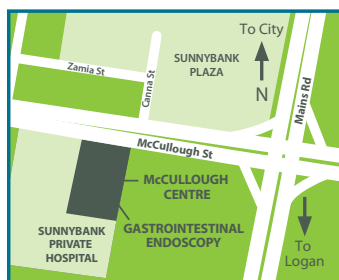 To City
SUNNYBANK
PLAZA
N
Zamia St
Canna St
Mains Rd
McCullough St
McCULLOUGH
CENTRE
GASTROINTESTINAL
ENDOSCOPY
SUNNYBANK
PRIVATE
HOSPITAL
To
Logan